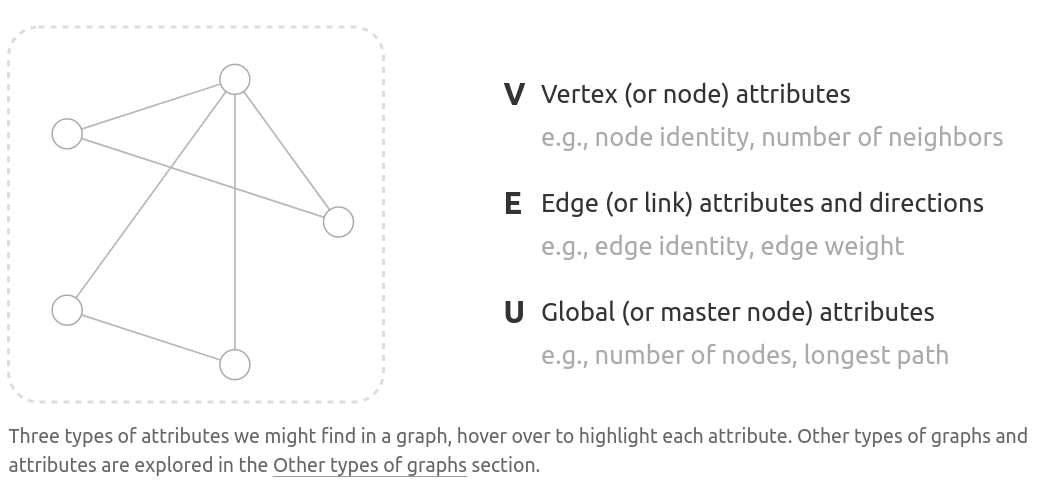 V Vertex (or node) attributes
e.g., node identity, number of neighbors
E Edge (or link) attributes and directions
e.g., edge identity, edge weight
U Global (or master node) attributes
e.g., number of nodes, longest path
Three types of attributes we might find in a graph, hover over to highlight each attribute. Other types of graphs and
attributes are explored in the Other types of graphs section.